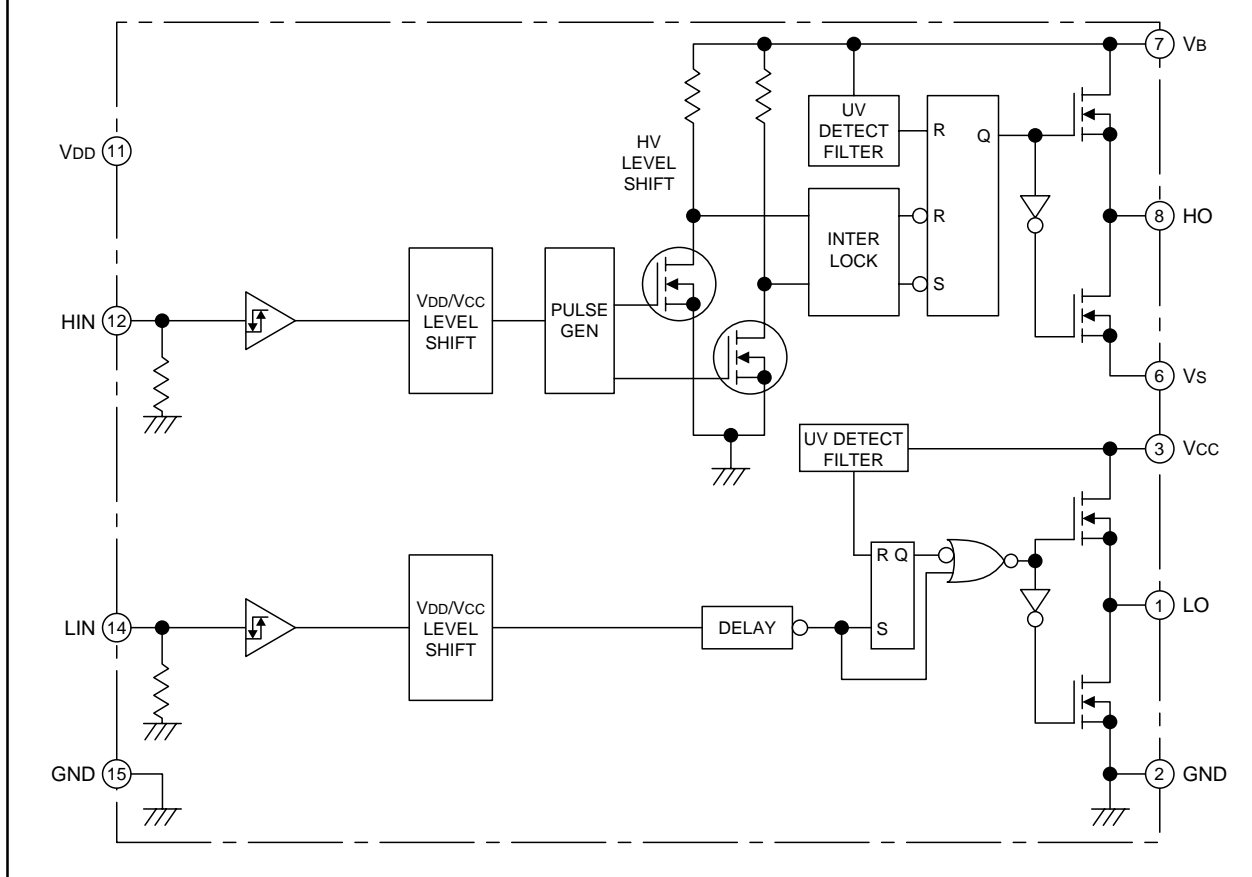 7 VB
UV
DETECT
FILTER
R
Q
HV
LEVEL
SHIFT
VDD 11
8 HO
INTER
LOCK
R
S
HIN 12
VDD/VCC
LEVEL
SHIFT
PULSE
GEN
6 VS
UV DETECT
FILTER
3 VCC
R Q
S
LIN 14
VDD/VCC
LEVEL
SHIFT
DELAY
1 LO
GND 15
2 GND